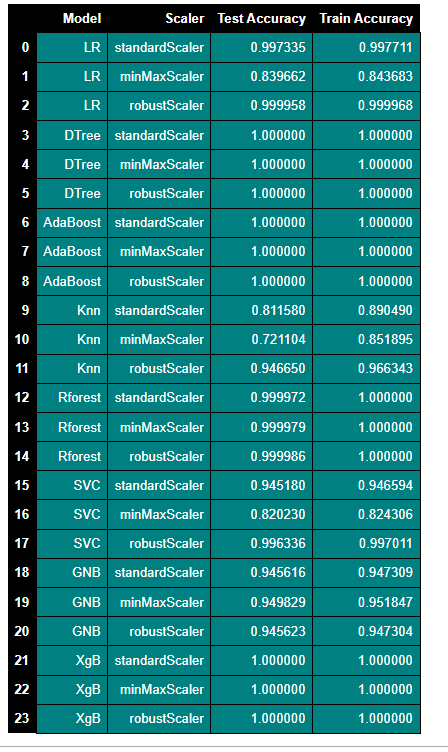 Model Scaler Test Accuracy Train Accuracy
0 LR standardScaler 0.997335 0.997711
1 LR minMaxScaler 0.839662 0.843683
2 LR robustScaler 0.999958 0.999968
3 DTree standardScaler 1.000000 1.000000
4 DTree minMaxScaler 1.000000 1.000000
5 DTree robustScaler 1.000000 1.000000
6 AdaBoost standardScaler 1.000000 1.000000
7 AdaBoost minMaxScaler 1.000000 1.000000
8 AdaBoost robustScaler 1.000000 1.000000
9 Knn standardScaler 0.811580 0.890490
10 Knn minMaxScaler 0.721104 0.851895
11 Knn robustScaler 0.946650 0.966343
12 Rforest standardScaler 0.999972 1.000000
13 Rforest minMaxScaler 0.999979 1.000000
14 Rforest robustScaler 0.999986 1.000000
15 SVC standardScaler 0.945180 0.946594
16 SVC minMaxScaler 0.820230 0.824306
17 SVC robustScaler 0.996336 0.997011
18 GNB standardScaler 0.945616 0.947309
19 GNB minMaxScaler 0.949829 0.951847
20 GNB robustScaler 0.945623 0.947304
21 XgB standardScaler 1.000000 1.000000
22 XgB minMaxScaler 1.000000 1.000000
23 XgB robustScaler 1.000000 1.000000